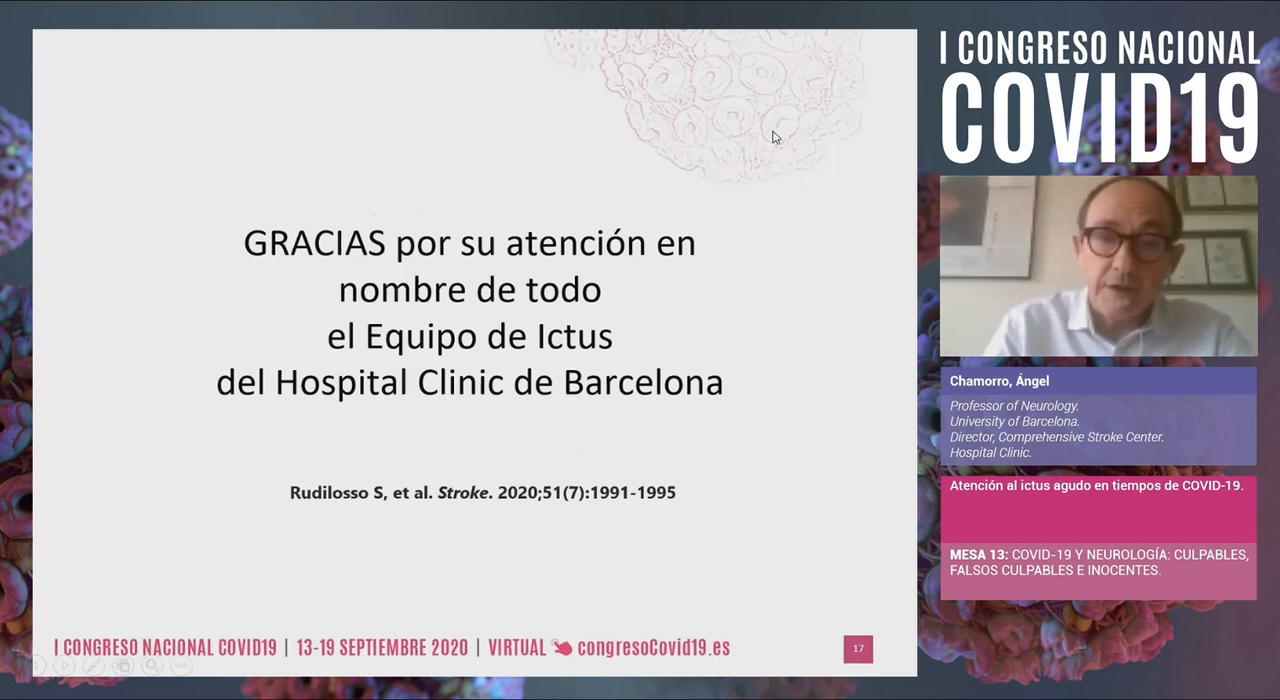 GRACIAS por su atención en
nombre de todo
el Equipo de Ictus
del Hospital Clinic de Barcelona
Rudilosso S, et al. Stroke. 2020;51(7):1991-1995
I CONGRESO NACIONAL COVID19 | 13-19 SEPTIEMBRE 2020 | VIRTUAL congresoCovid19.es
17
I CONGRESO NACIONAL
COVID19
Chamorro, Ángel
Professor of Neurology.
University of Barcelona.
Director, Comprehensive Stroke Center.
Hospital Clinic.
Atención al ictus agudo en tiempos de COVID-19.
MESA 13: COVID-19 Y NEUROLOGÍA: CULPABLES,
FALSOS CULPABLES E INOCENTES.